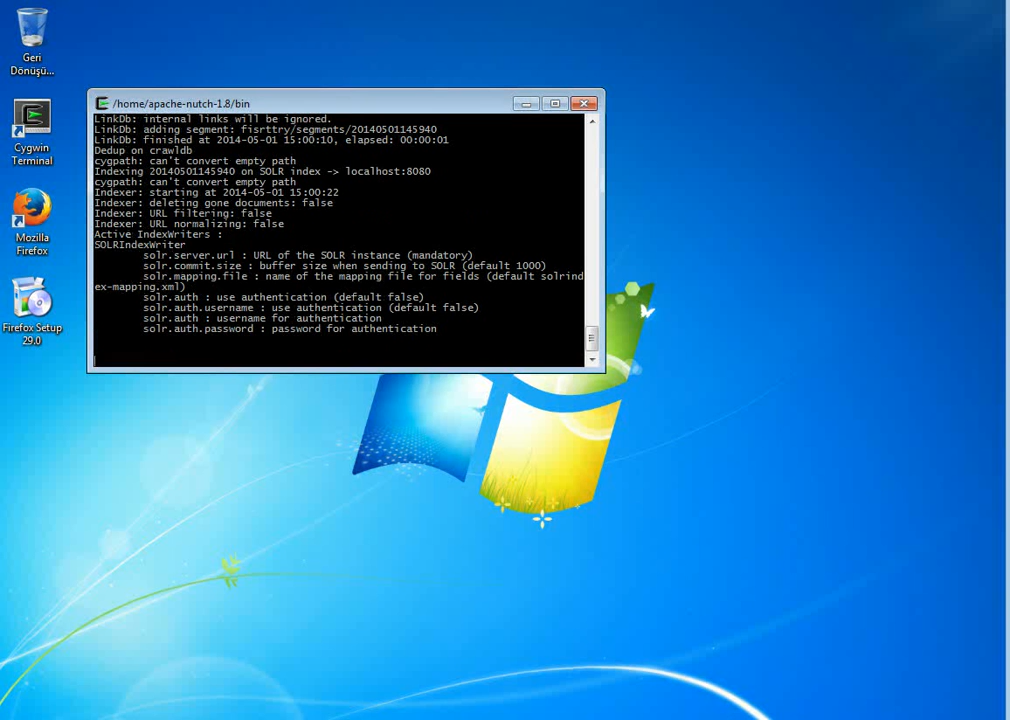 Geri
Dönüşü...
Cygwin
Terminal
Mozilla
Firefox
Firefox Setup
29.0
/home/apache-nutch-1.8/bin
LinkDb: internal links will be ignored.
LinkDb: adding segment: fisrttry/segments/20140501145940
LinkDb: finished at 2014-05-01 15:00:10, elapsed: 00:00:01
Dedup on crawldb
cygpath: can't convert empty path
Indexing 20140501145940 on SOLR index -> localhost:8080
cygpath: can't convert empty path
Indexer: starting at 2014-05-01 15:00:22
Indexer: deleting gone documents: false
Indexer: URL filtering: false
Indexer: URL normalizing: false
Active IndexWriters :
SOLRIndexWriter
solr.server.url : URL of the SOLR instance (mandatory)
solr.commit.size : buffer size when sending to SOLR (default 1000)
solr.mapping.file : name of the mapping file for fields (default solrind
ex-mapping.xml)
solr.auth : use authentication (default false)
solr.auth.username : use authentication (default false)
solr.auth : username for authentication
solr.auth.password : password for authentication